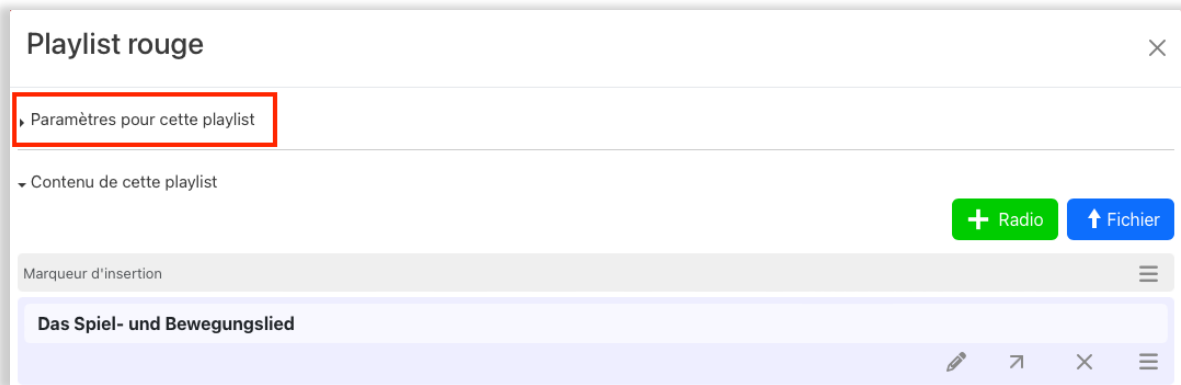 Playlist rouge
Paramètres pour cette playlist
Contenu de cette playlist
Radio
Fichier
Marqueur d'insertion
Das Spiel- und Bewegungslied